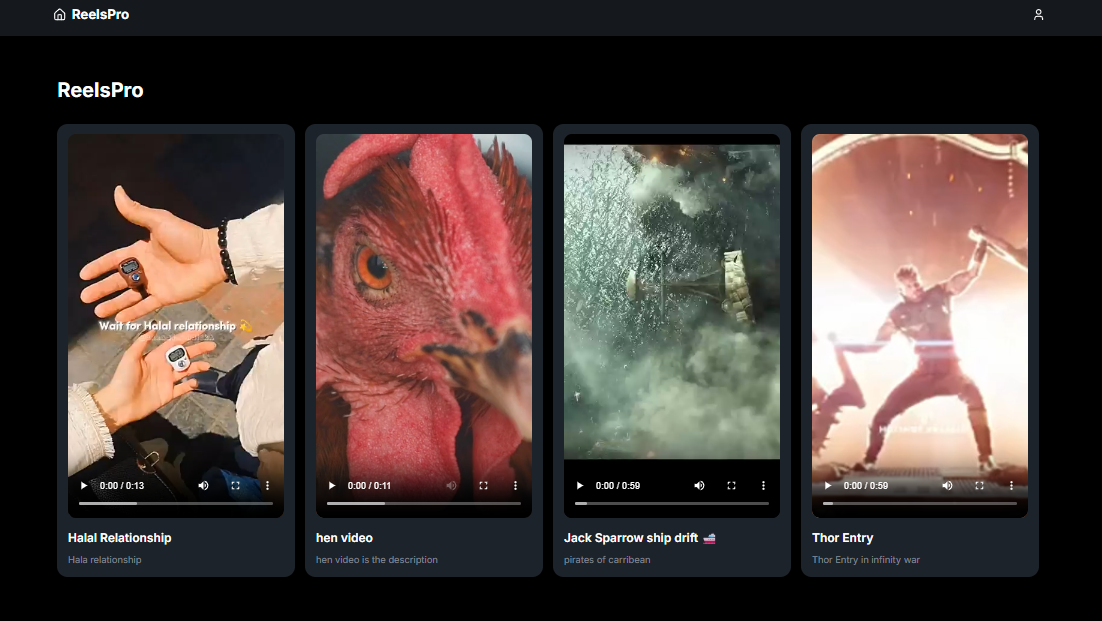 ReelsPro
ReelsPro
Wait for Halal relationship 💫
0:00 / 0:13
0:00 / 0:11
0:00 / 0:59
0:00 / 0:59
Halal Relationship
Hala relationship
hen video
hen video is the description
Jack Sparrow ship drift 🚢
pirates of carribean
Thor Entry
Thor Entry in infinity war